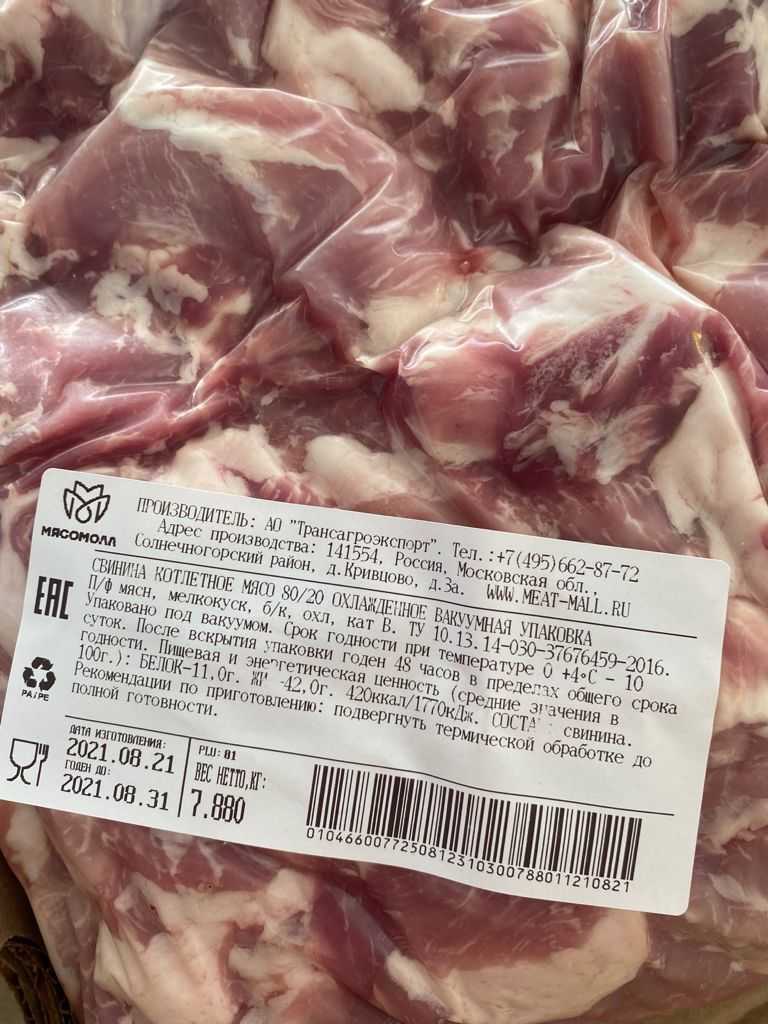 МЯСОМОЛЛ
ПРОИЗВОДИТЕЛЬ: АО "Трансагроэкспорт". Тел.:+7(495)662-87-72
Адрес производства: 141554, Россия, Московская обл.,
Солнечногорский район, д.Кривцово, д.3а. WWW.MEAT-MALL.RU
EAC
СВИНИНА КОТЛЕТНОЕ МЯСО 80/20 ОХЛАЖДЕННОЕ ВАКУУМНАЯ УПАКОВКА
П/ф мясн, мелкокуск, б/к, охл, кат В. ТУ 10.13.14-030-37676459-2016.
Упаковано под вакуумом. Срок годности при температуре 0 +4°С - 10
суток. После вскрытия упаковки годен 48 часов в пределах общего срока
годности. Пищевая и энергетическая ценность (средние значения в
100г.): БЕЛОК-11,0г. ЖИ -42,0г. 420ккал/1770кДж. СОСТА : свинина.
Рекомендации по приготовлению: подвергнуть термической обработке до
полной готовности.
PA/PE
ДАТА ИЗГОТОВЛЕНИЯ:
2021.08.21
ГОДЕН ДО:
2021.08.31
PLU: 81
ВЕС НЕТТО,КГ:
7.880
0104660077250812310300788011210821